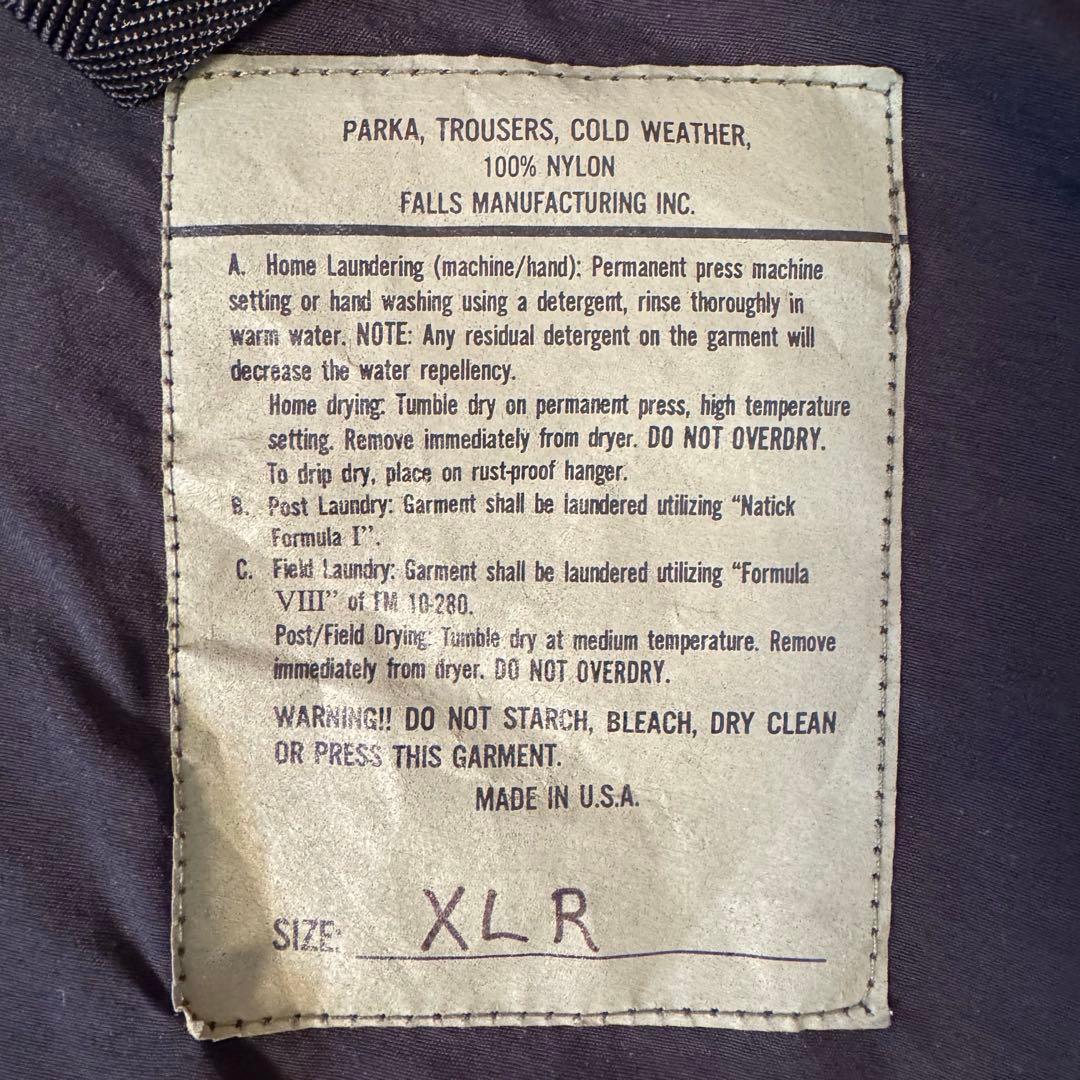 PARKA, TROUSERS, COLD WEATHER,
100% NYLON
FALLS MANUFACTURING INC.
A. Home Laundering (machine/hand): Permanent press machine
setting or hand washing using a detergent, rinse thoroughly in
warm water. NOTE: Any residual detergent on the garment will
decrease the water repellency.
Home drying: Tumble dry on permanent press, high temperature
setting. Remove immediately from dryer. DO NOT OVERDRY.
To drip dry, place on rust-proof hanger.
B. Post Laundry: Garment shall be laundered utilizing “Natick
Formula I”.
C. Field Laundry: Garment shall be laundered utilizing “Formula
VIII” of FM 10-280.
Post/Field Drying: Tumble dry at medium temperature. Remove
immediately from dryer. DO NOT OVERDRY.
WARNING!! DO NOT STARCH, BLEACH, DRY CLEAN
OR PRESS THIS GARMENT.
MADE IN U.S.A.
SIZE: XLR